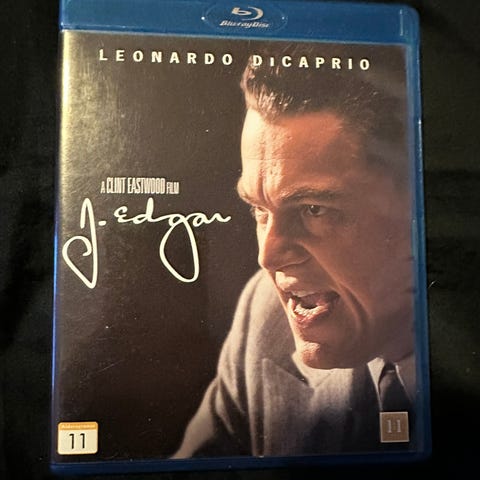 Blu-ray Disc
LEONARDO DiCAPRIO
A CLINT EASTWOOD FILM
J. Edgar
11
11